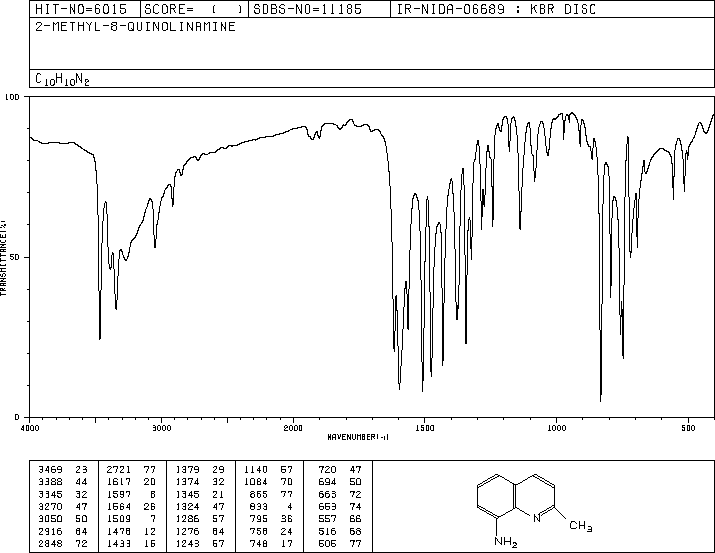 HIT-NO=6015 SCORE= ( ) SDBS-NO=11185 IR-NIDA-06689 : KBR DISC
2-METHYL-8-QUINOLINAMINE
C10H10N2
100
50
0
TRANSMITTANCE(%)
4000 3000 2000 1500 1000 500
WAVENUMBER(-1)
3469 23 2721 77 1379 29 1140 57 720 47
3388 44 1617 20 1374 32 1084 70 694 50
3345 32 1597 8 1345 21 865 77 663 72
3270 47 1564 26 1324 47 833 4 659 74
3050 50 1509 7 1286 57 795 36 557 66
2916 64 1478 12 1276 64 758 24 516 68
2848 72 1433 16 1243 57 748 17 505 77
N
CH3
NH2